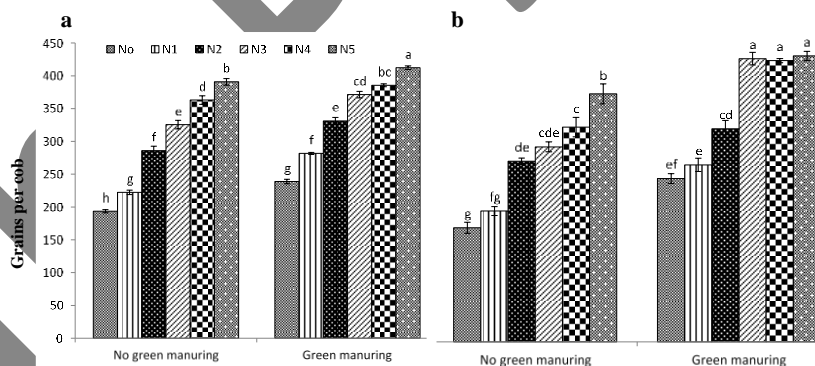 a
b
450
400
350
300
250
200
150
100
50
0
Grains per cob
No N1 N2 N3 N4 N5
h g f e d b
g f e cd bc a
No green manuring Green manuring
g fg de cde c b
ef e cd a a a
No green manuring Green manuring